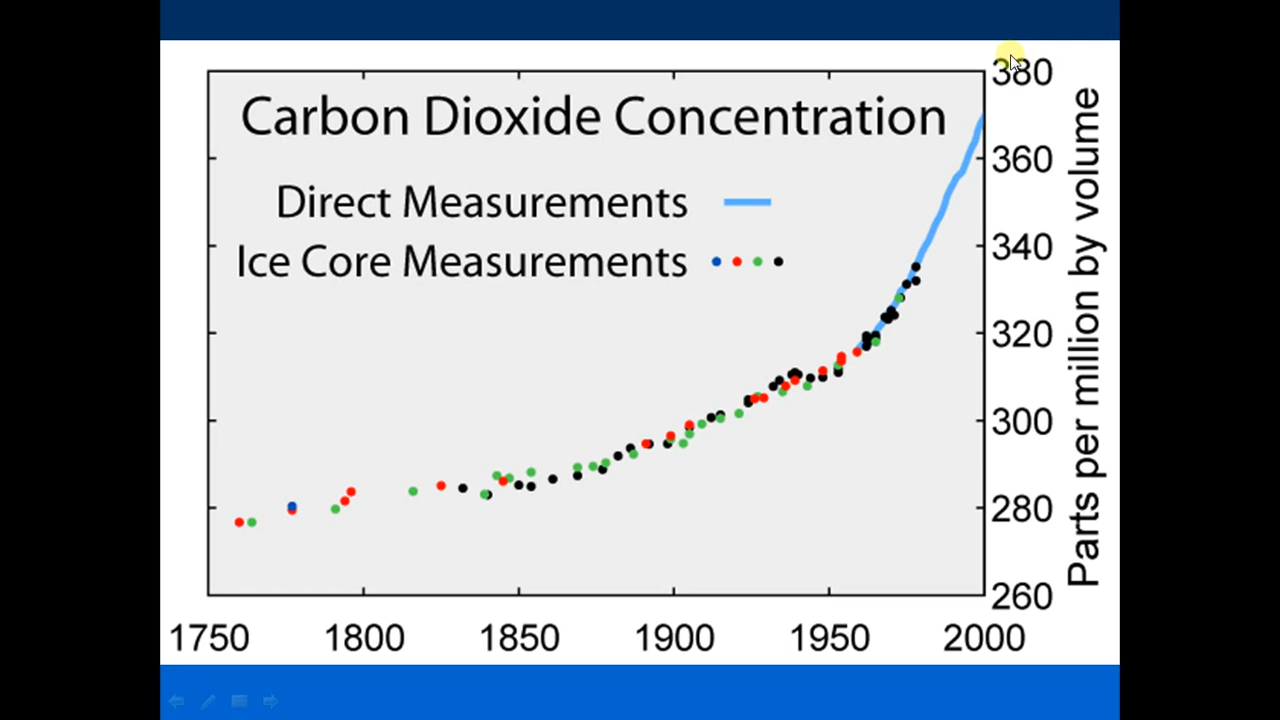 Carbon Dioxide Concentration
Direct Measurements
Ice Core Measurements
380
360
340
320
300
280
260
Parts per million by volume
1750 1800 1850 1900 1950 2000